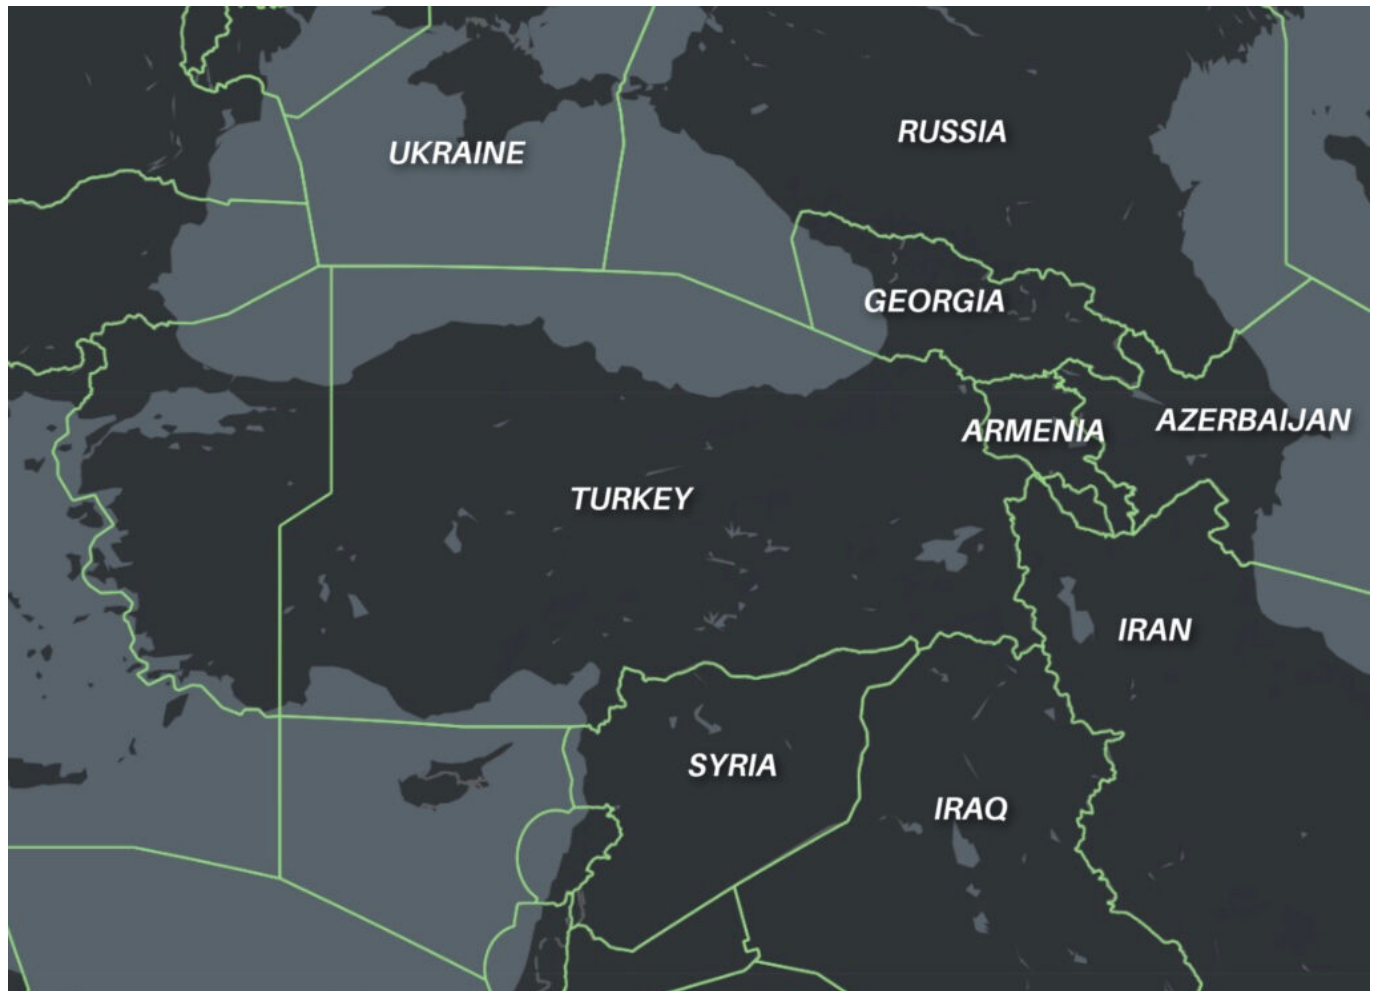 RUSSIA
UKRAINE
GEORGIA
AZERBAIJAN
ARMENIA
TURKEY
IRAN
SYRIA
IRAQ